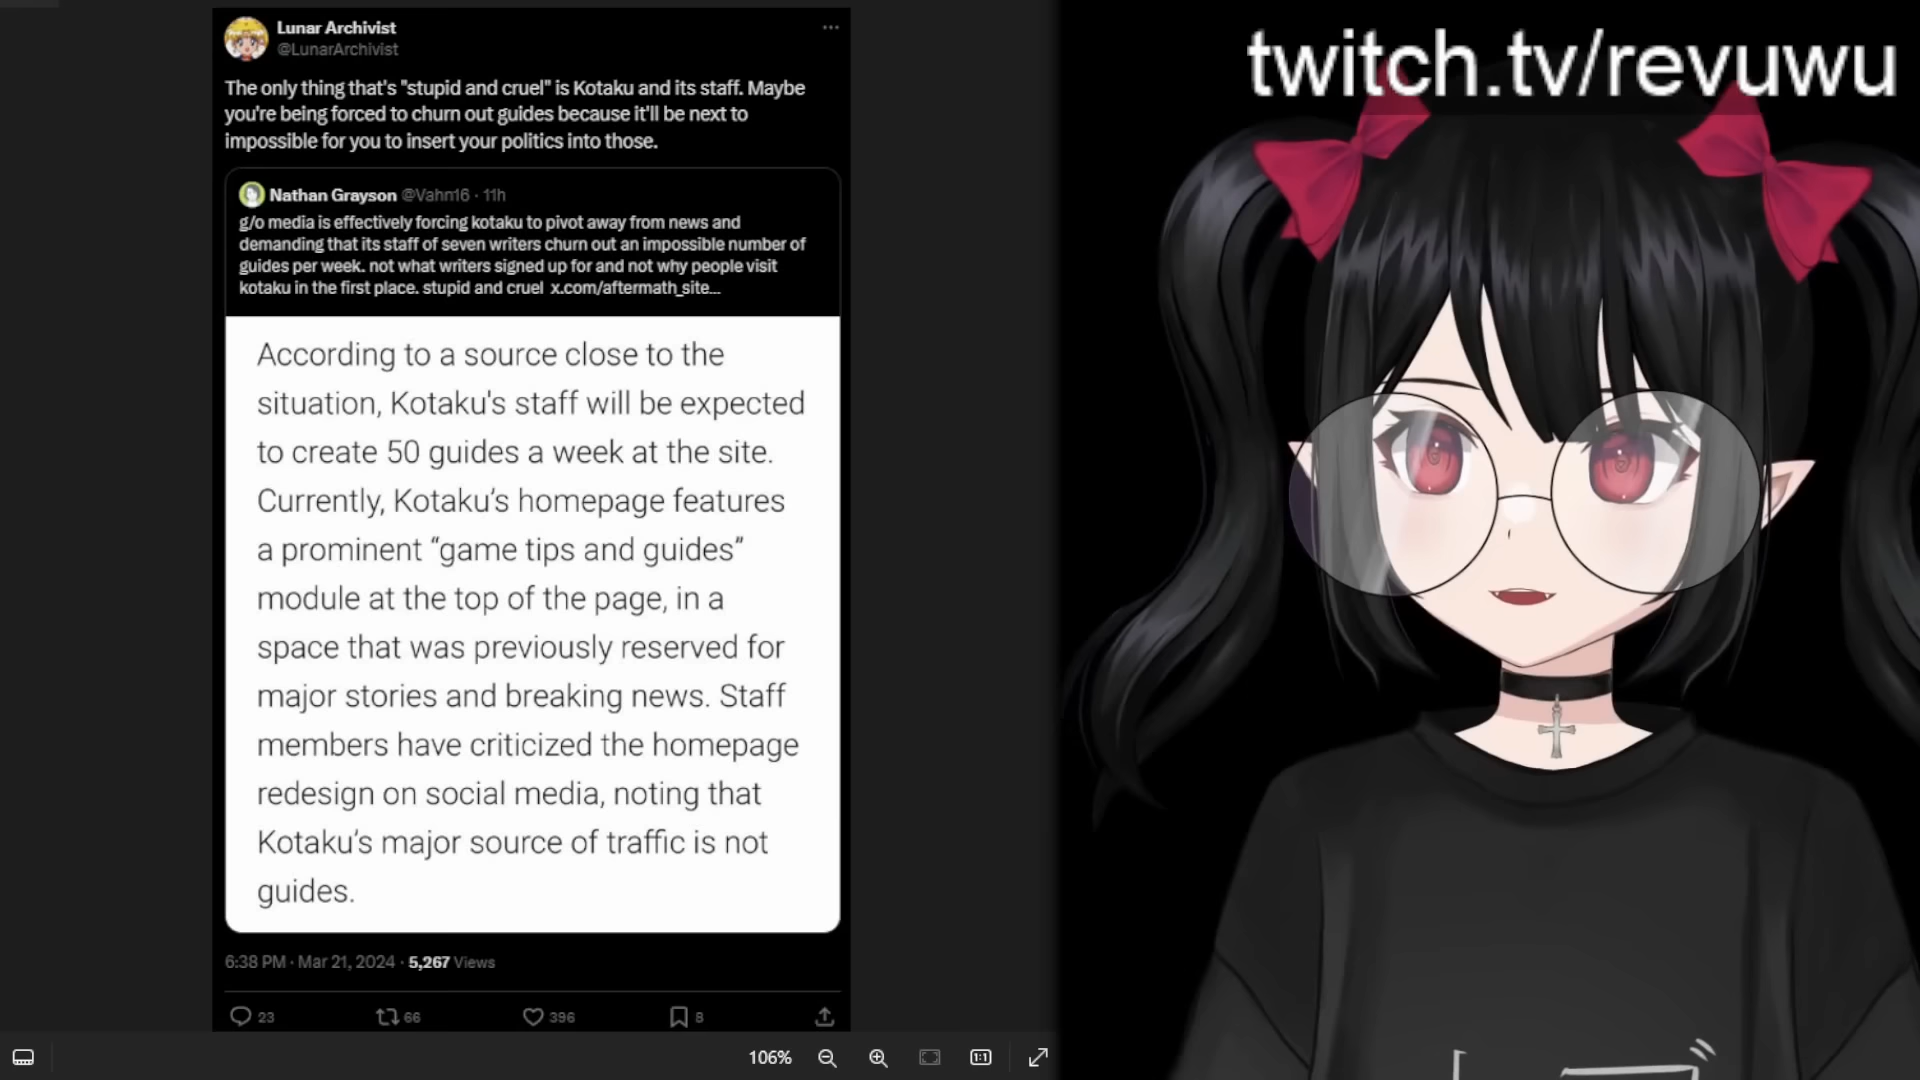 Lunar Archivist
@LunarArchivist
The only thing that's "stupid and cruel" is Kotaku and its staff. Maybe
you're being forced to churn out guides because it'll be next to
impossible for you to insert your politics into those.
Nathan Grayson @Vahn16 · 11h
g/o media is effectively forcing kotaku to pivot away from news and
demanding that its staff of seven writers churn out an impossible number of
guides per week. not what writers signed up for and not why people visit
kotaku in the first place. stupid and cruel x.com/aftermath_site...
According to a source close to the
situation, Kotaku's staff will be expected
to create 50 guides a week at the site.
Currently, Kotaku’s homepage features
a prominent “game tips and guides”
module at the top of the page, in a
space that was previously reserved for
major stories and breaking news. Staff
members have criticized the homepage
redesign on social media, noting that
Kotaku’s major source of traffic is not
guides.
6:38 PM · Mar 21, 2024 · 5,267 Views
23 66 396 8
106% 1:1
twitch.tv/revuwu